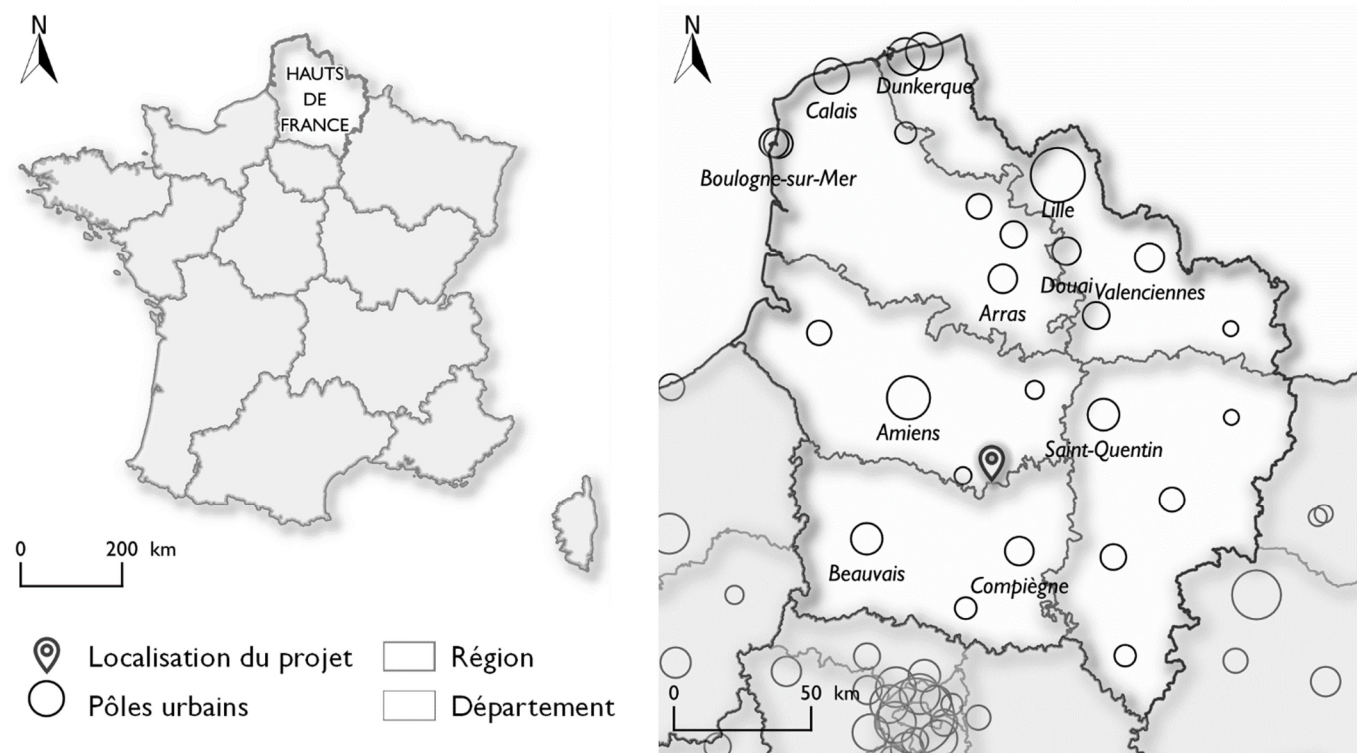 N
HAUTS
DE
FRANCE
0 200 km
Localisation du projet
Pôles urbains
Région
Département
N
Dunkerque
Calais
Boulogne-sur-Mer
Lille
Douai
Valenciennes
Arras
Amiens
Saint-Quentin
Beauvais
Compiègne
0 50 km